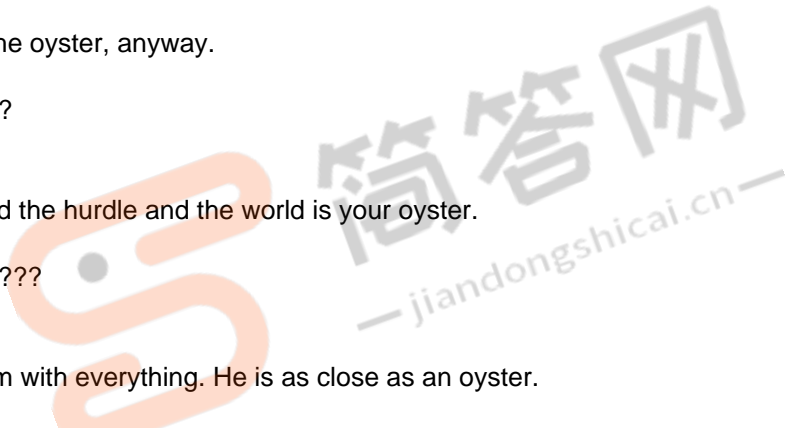 ne oyster, anyway.
?
d the hurdle and the world is your oyster.
???
m with everything. He is as close as an oyster.
简答网
jiandongshicai.cn